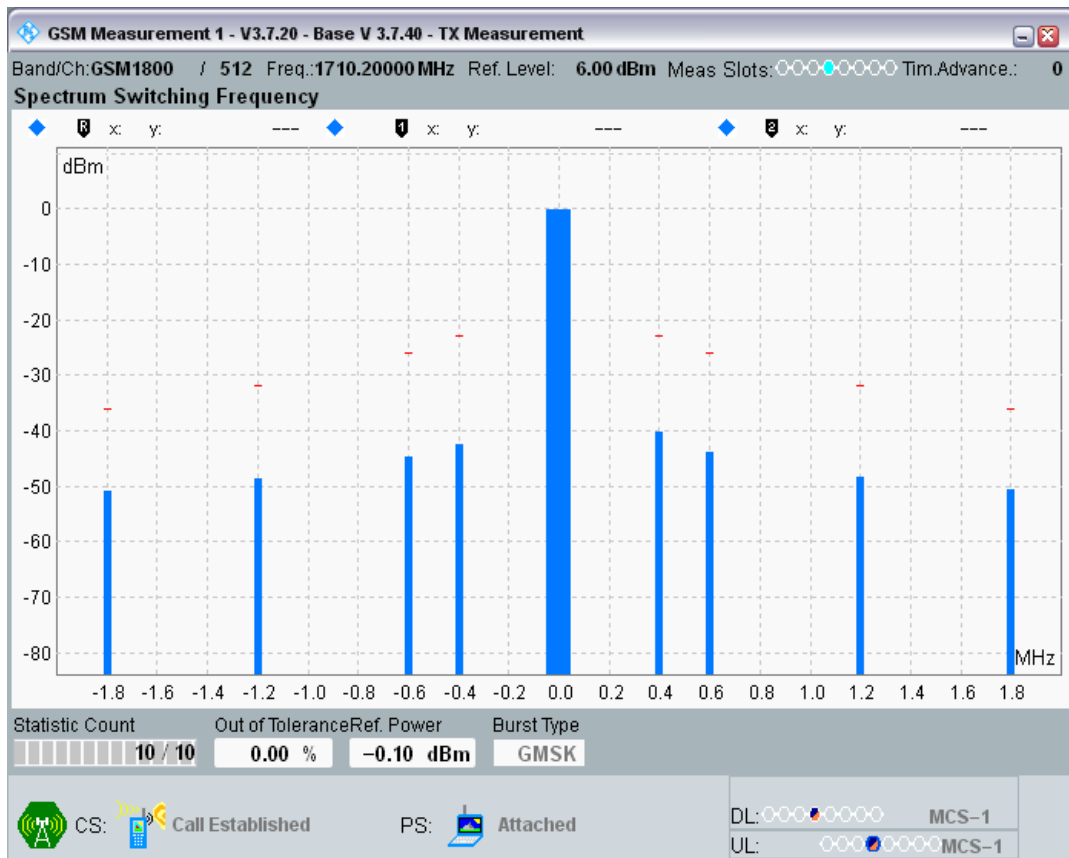 GSM Measurement 1 - V3.7.20 - Base V 3.7.40 - TX Measurement
Band/Ch:GSM1800 / 512 Freq.:1710.20000 MHz Ref. Level: 6.00 dBm Meas Slots: Tim.Advance.: 0
Spectrum Switching Frequency
R x: y: --- 1 x: y: --- 2 x: y: ---
dBm
0
-10
-20
-30
-40
-50
-60
-70
-80
MHz
-1.8 -1.6 -1.4 -1.2 -1.0 -0.8 -0.6 -0.4 -0.2 0.0 0.2 0.4 0.6 0.8 1.0 1.2 1.4 1.6 1.8
Statistic Count Out of Tolerance Ref. Power Burst Type
10 / 10 0.00 % −0.10 dBm GMSK
CS: Call Established PS: Attached
DL: MCS−1
UL: MCS−1